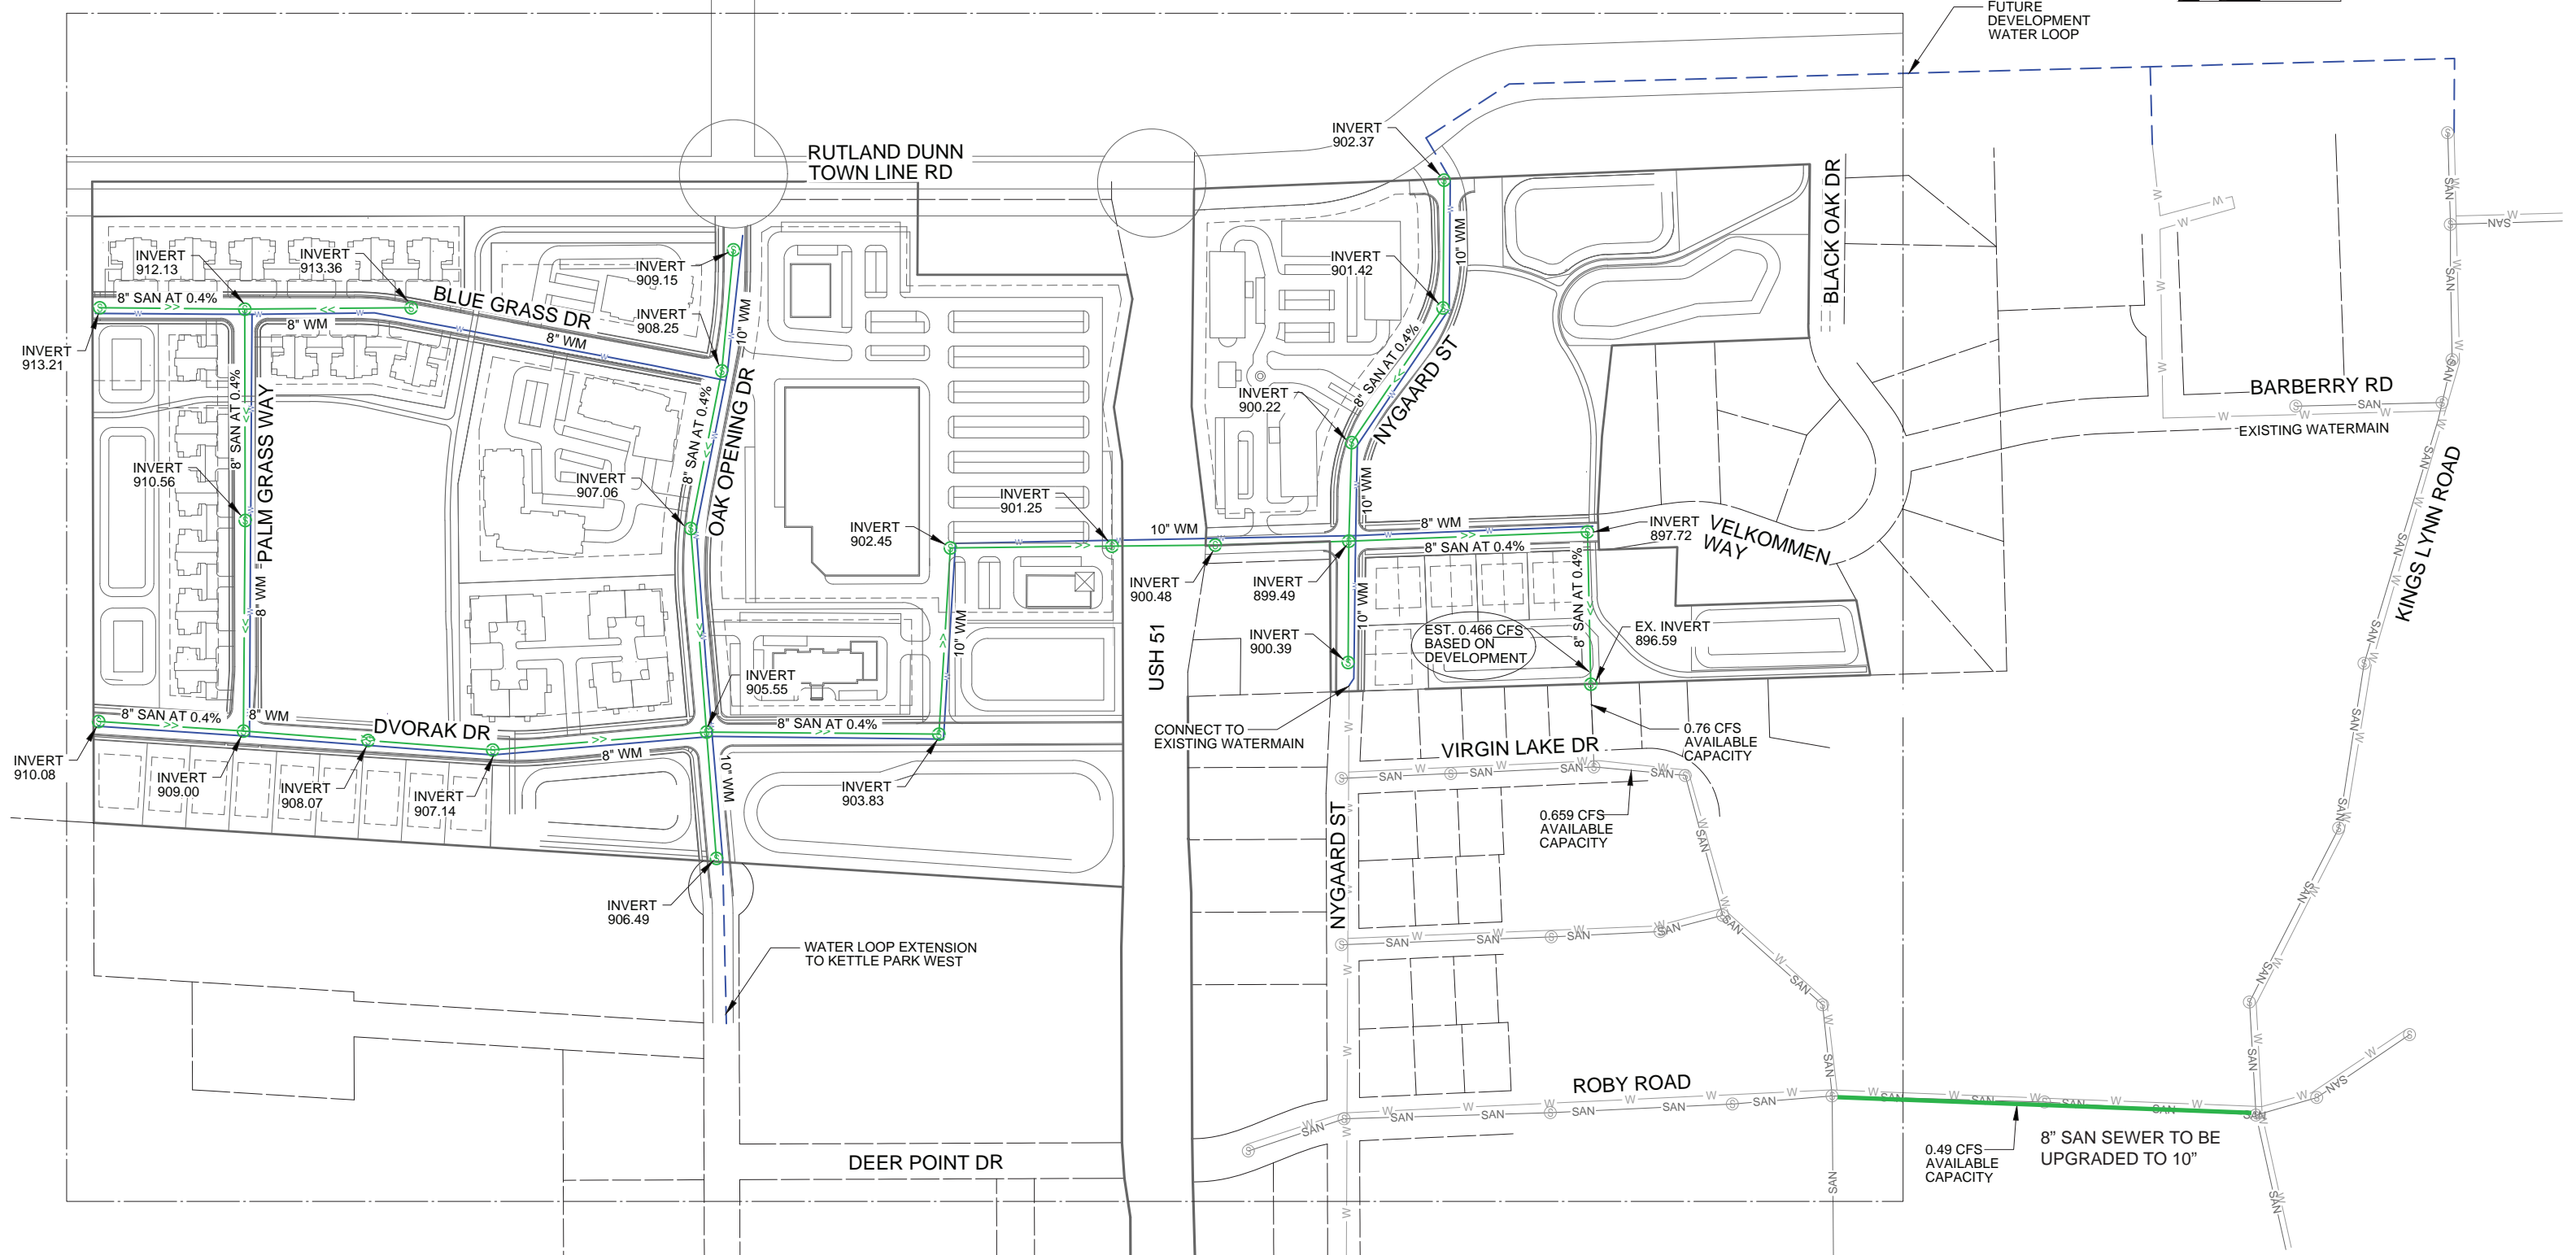 FUTURE
DEVELOPMENT
WATER LOOP
INVERT
902.37
RUTLAND DUNN
TOWN LINE RD
BLACK OAK DR
INVERT
912.13
INVERT
913.36
INVERT
909.15
INVERT
901.42
10" WM
8" SAN AT 0.4%
BLUE GRASS DR
8" WM
8" WM
INVERT
908.25
10" WM
INVERT
913.21
8" SAN AT 0.4%
PALM GRASS WAY
8" WM
8" SAN AT 0.4%
OAK OPENING DR
8" SAN AT 0.4%
NYGAARD ST
INVERT
900.22
BARBERRY RD
SAN
EXISTING WATERMAIN
INVERT
910.56
INVERT
907.06
INVERT
901.25
INVERT
902.45
10" WM
10" WM
8" WM
8" SAN AT 0.4%
INVERT
897.72
VELKOMMEN
WAY
KINGS LYNN ROAD
INVERT
900.48
INVERT
899.49
8" SAN AT 0.4%
10" WM
10" WM
USH 51
INVERT
900.39
EST. 0.466 CFS
BASED ON
DEVELOPMENT
EX. INVERT
896.59
INVERT
905.55
8" SAN AT 0.4%
8" WM
DVORAK DR
8" SAN AT 0.4%
8" WM
CONNECT TO
EXISTING WATERMAIN
0.76 CFS
AVAILABLE
CAPACITY
VIRGIN LAKE DR
INVERT
910.08
INVERT
909.00
INVERT
908.07
INVERT
907.14
10" WM
INVERT
903.83
0.659 CFS
AVAILABLE
CAPACITY
NYGAARD ST
INVERT
906.49
WATER LOOP EXTENSION
TO KETTLE PARK WEST
ROBY ROAD
DEER POINT DR
0.49 CFS
AVAILABLE
CAPACITY
8” SAN SEWER TO BE
UPGRADED TO 10”